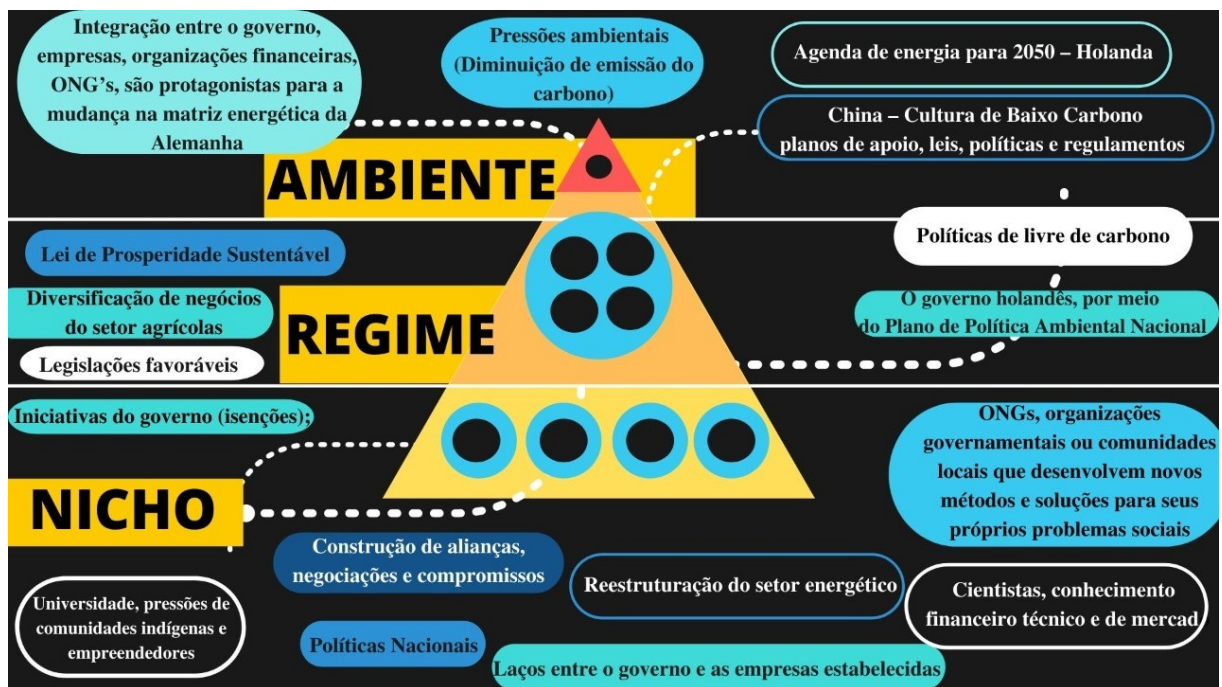 Integração entre o governo,
empresas, organizações financeiras,
ONG’s, são protagonistas para a
mudança na matriz energética da
Alemanha
Pressões ambientais
(Diminuição de emissão do
carbono)
Agenda de energia para 2050 – Holanda
China – Cultura de Baixo Carbono
planos de apoio, leis, políticas e regulamentos
AMBIENTE
Lei de Prosperidade Sustentável
Diversificação de negócios
do setor agrícolas
Legislações favoráveis
REGIME
Políticas de livre de carbono
O governo holandês, por meio
do Plano de Política Ambiental Nacional
Iniciativas do governo (isenções);
NICHO
Universidade, pressões de
comunidades indígenas e
empreendedores
Construção de alianças,
negociações e compromissos
Políticas Nacionais
Reestruturação do setor energético
Laços entre o governo e as empresas estabelecidas
ONGs, organizações
governamentais ou comunidades
locais que desenvolvem novos
métodos e soluções para seus
próprios problemas sociais
Cientistas, conhecimento
financeiro técnico e de mercad